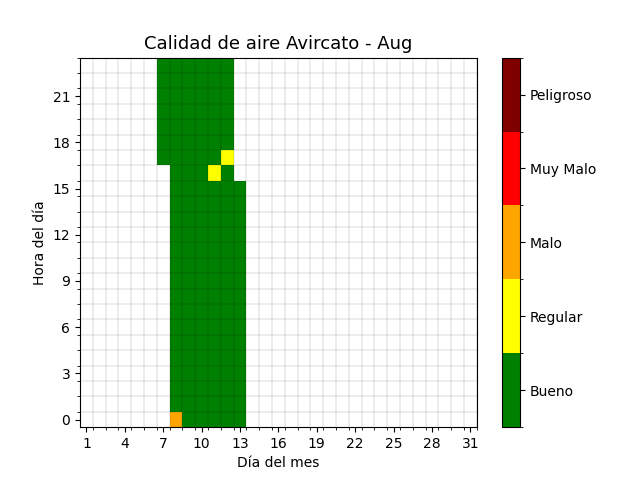 Calidad de aire Avircato - Aug
Hora del día
21
18
15
12
9
6
3
0
1 4 7 10 13 16 19 22 25 28 31
Día del mes
Peligroso
Muy Malo
Malo
Regular
Bueno